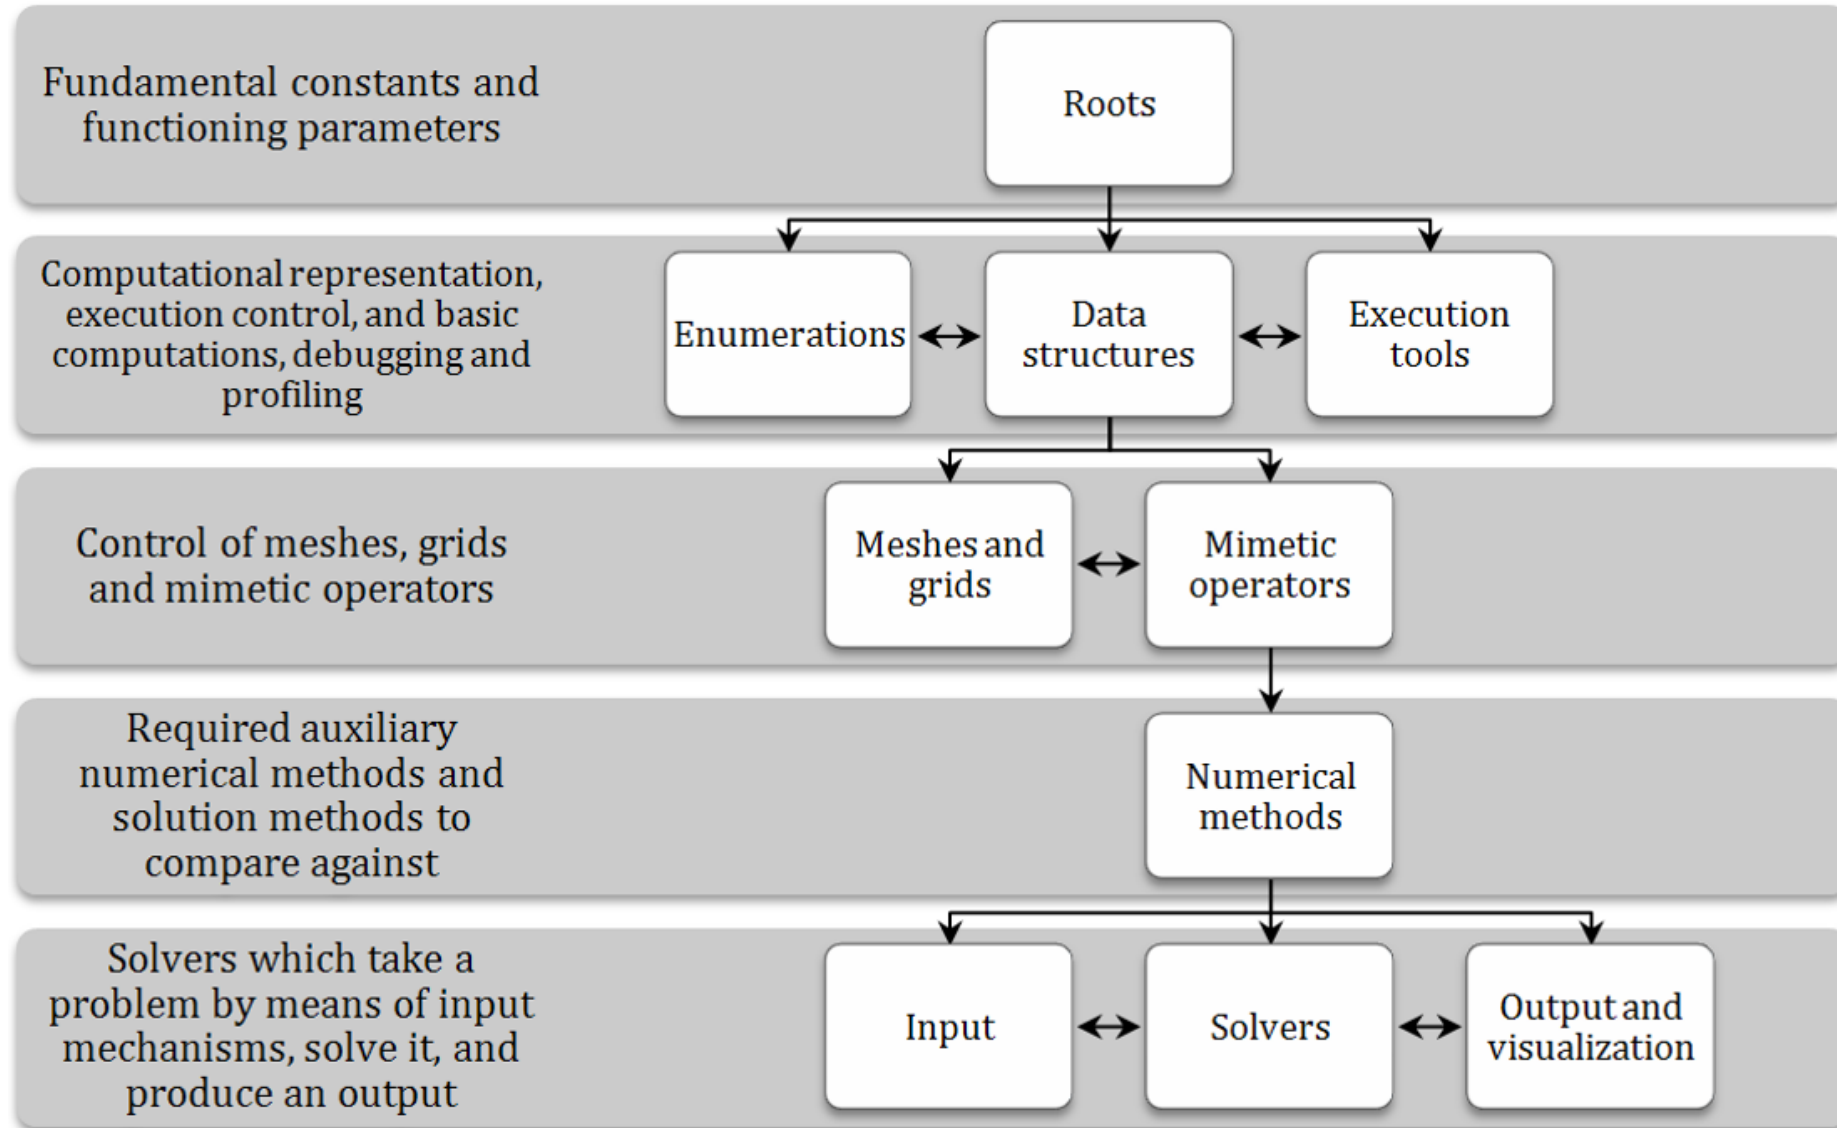 Fundamental constants and
functioning parameters
Roots
Computational representation,
execution control, and basic
computations, debugging and
profiling
Enumerations
Data
structures
Execution
tools
Control of meshes, grids
and mimetic operators
Meshes and
grids
Mimetic
operators
Required auxiliary
numerical methods and
solution methods to
compare against
Numerical
methods
Solvers which take a
problem by means of input
mechanisms, solve it, and
produce an output
Input
Solvers
Output and
visualization